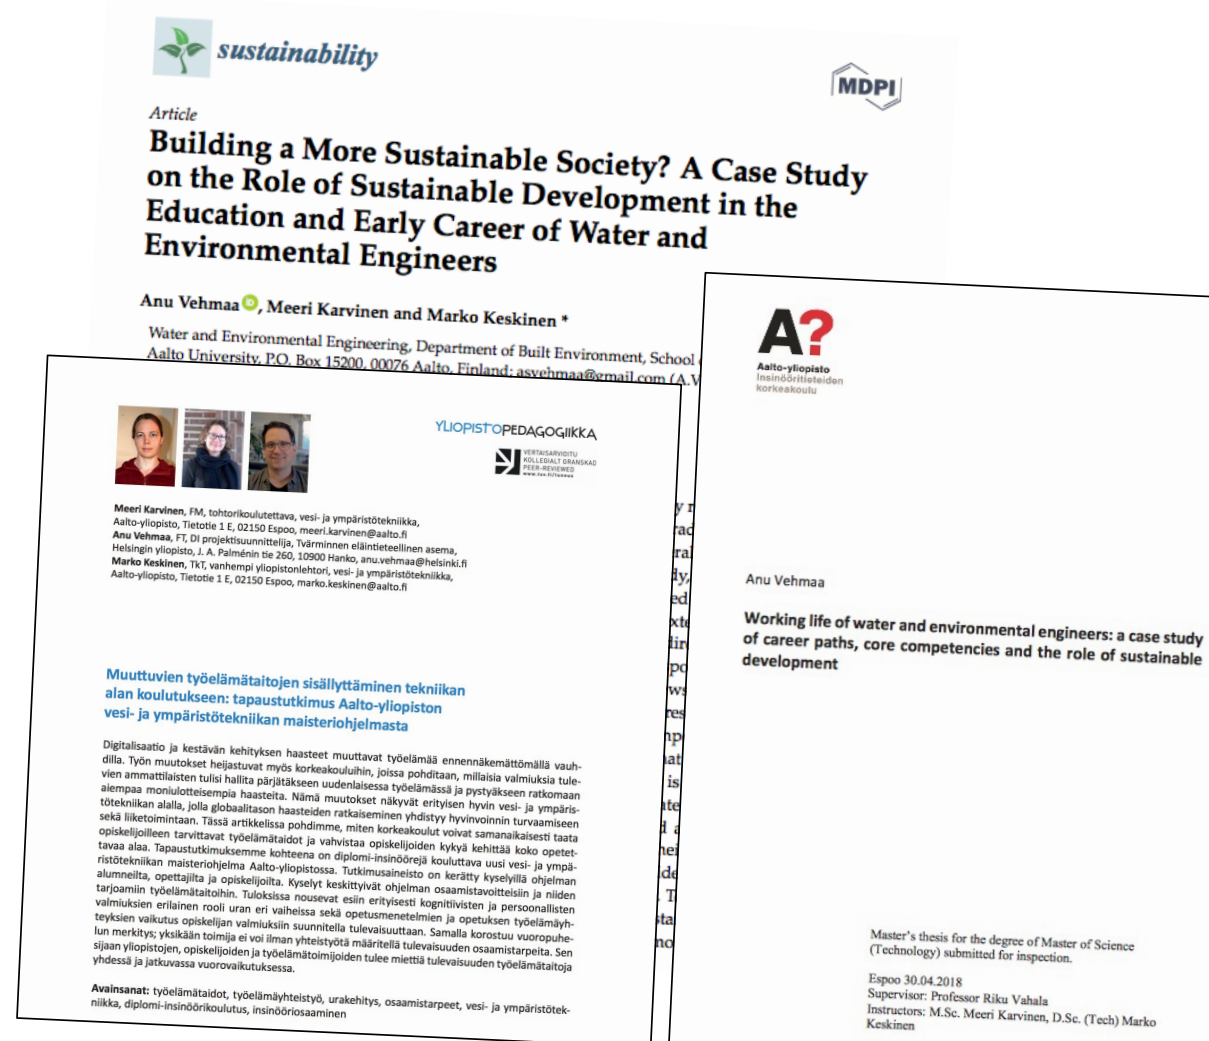 sustainability
MDPI
Article
Building a More Sustainable Society? A Case Study
on the Role of Sustainable Development in the
Education and Early Career of Water and
Environmental Engineers
Anu Vehmaa iD, Meeri Karvinen and Marko Keskinen *
Water and Environmental Engineering, Department of Built Environment, School
Aalto University, P.O. Box 15200, 00076 Aalto, Finland; asvehmaa@gmail.com (A.V
YLIOPISTOPEDAGOGIIKKA
VERTAISARVIOITU
KOLLEGIALT GRANSKAD
PEER-REVIEWED
www.tsv.fi/tunnus
Meeri Karvinen, FM, tohtorikoulutettava, vesi- ja ympäristötekniikka,
Aalto-yliopisto, Tietotie 1 E, 02150 Espoo, meeri.karvinen@aalto.fi
Anu Vehmaa, FT, DI projektisuunnittelija, Tvärminnen eläintieteellinen asema,
Helsingin yliopisto, J. A. Palménin tie 260, 10900 Hanko, anu.vehmaa@helsinki.fi
Marko Keskinen, TkT, vanhempi yliopistonlehtori, vesi- ja ympäristötekniikka,
Aalto-yliopisto, Tietotie 1 E, 02150 Espoo, marko.keskinen@aalto.fi
Muuttuvien työelämätaitojen sisällyttäminen tekniikan
alan koulutukseen: tapaustutkimus Aalto-yliopiston
vesi- ja ympäristötekniikan maisteriohjelmasta
Digitalisaatio ja kestävän kehityksen haasteet muuttavat työelämää ennennäkemättömällä vauh-
dilla. Työn muutokset heijastuvat myös korkeakouluihin, joissa pohditaan, millaisia valmiuksia tule-
vien ammattilaisten tulisi hallita pärjätäkseen uudenlaisessa työelämässä ja pystyäkseen ratkomaan
aiempaa moniulotteisempia haasteita. Nämä muutokset näkyvät erityisen hyvin vesi- ja ympäris-
tötekniikan alalla, jolla globaalitason haasteiden ratkaiseminen yhdistyy hyvinvoinnin turvaamiseen
sekä liiketoimintaan. Tässä artikkelissa pohdimme, miten korkeakoulut voivat samanaikaisesti taata
opiskelijoilleen tarvittavat työelämätaidot ja vahvistaa opiskelijoiden kykyä kehittää koko opetet-
tavaa alaa. Tapaustutkimuksemme kohteena on diplomi-insinöörejä kouluttava uusi vesi- ja ympä-
ristötekniikan maisteriohjelma Aalto-yliopistossa. Tutkimusaineisto on kerätty kyselyillä ohjelman
alumneilta, opettajilta ja opiskelijoilta. Kyselyt keskittyivät ohjelman osaamistavoitteisiin ja niiden
tarjoamiin työelämätaitoihin. Tuloksissa nousevat esiin erityisesti kognitiivisten ja persoonallisten
valmiuksien erilainen rooli uran eri vaiheissa sekä opetusmenetelmien ja opetuksen työelämäyh-
teyksien vaikutus opiskelijan valmiuksiin suunnitella tulevaisuuttaan. Samalla korostuu vuoropuhe-
lun merkitys; yksikään toimija ei voi ilman yhteistyötä määritellä tulevaisuuden osaamistarpeita. Sen
sijaan yliopistojen, opiskelijoiden ja työelämätoimijoiden tulee miettiä tulevaisuuden työelämätaitoja
yhdessä ja jatkuvassa vuorovaikutuksessa.
Avainsanat: työelämätaidot, työelämäyhteistyö, urakehitys, osaamistarpeet, vesi- ja ympäristötek-
niikka, diplomi-insinöörikoulutus, insinööriosaaminen
A?
Aalto-yliopisto
Insinööritieteiden
korkeakoulu
Anu Vehmaa
Working life of water and environmental engineers: a case study
of career paths, core competencies and the role of sustainable
development
Master's thesis for the degree of Master of Science
(Technology) submitted for inspection.
Espoo 30.04.2018
Supervisor: Professor Riku Vahala
Instructors: M.Sc. Meeri Karvinen, D.Sc. (Tech) Marko
Keskinen